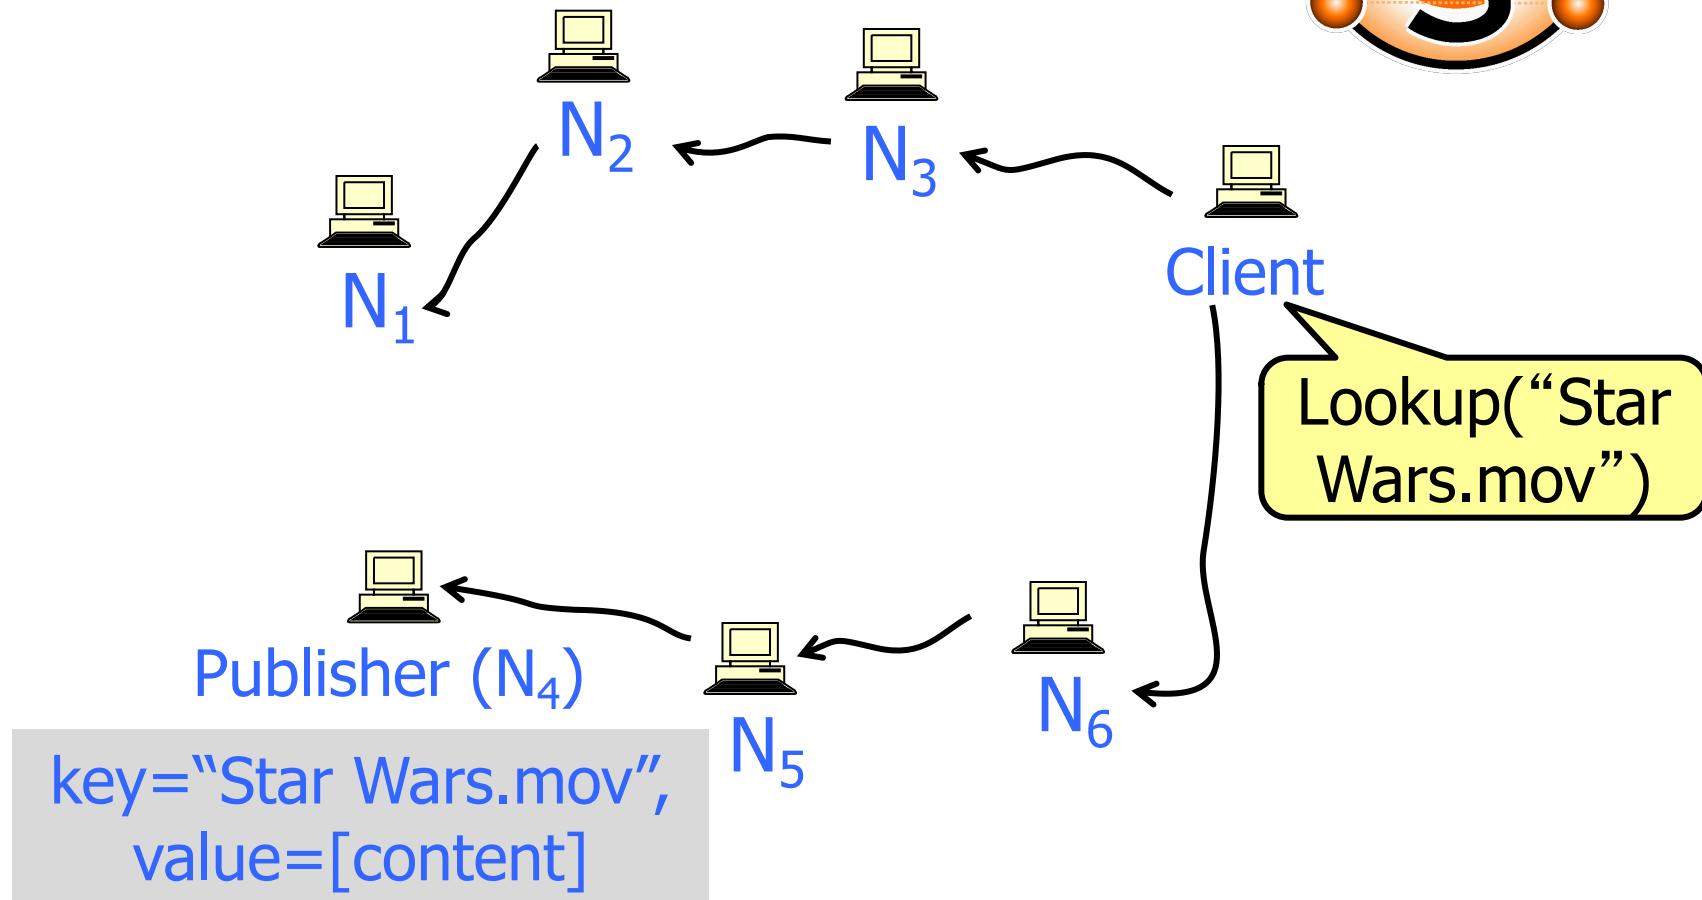 N₂
N₃
N₁
Client
Lookup(“Star
Wars.mov”)
Publisher (N₄)
N₆
N₅
key=“Star Wars.mov”,
value=[content]